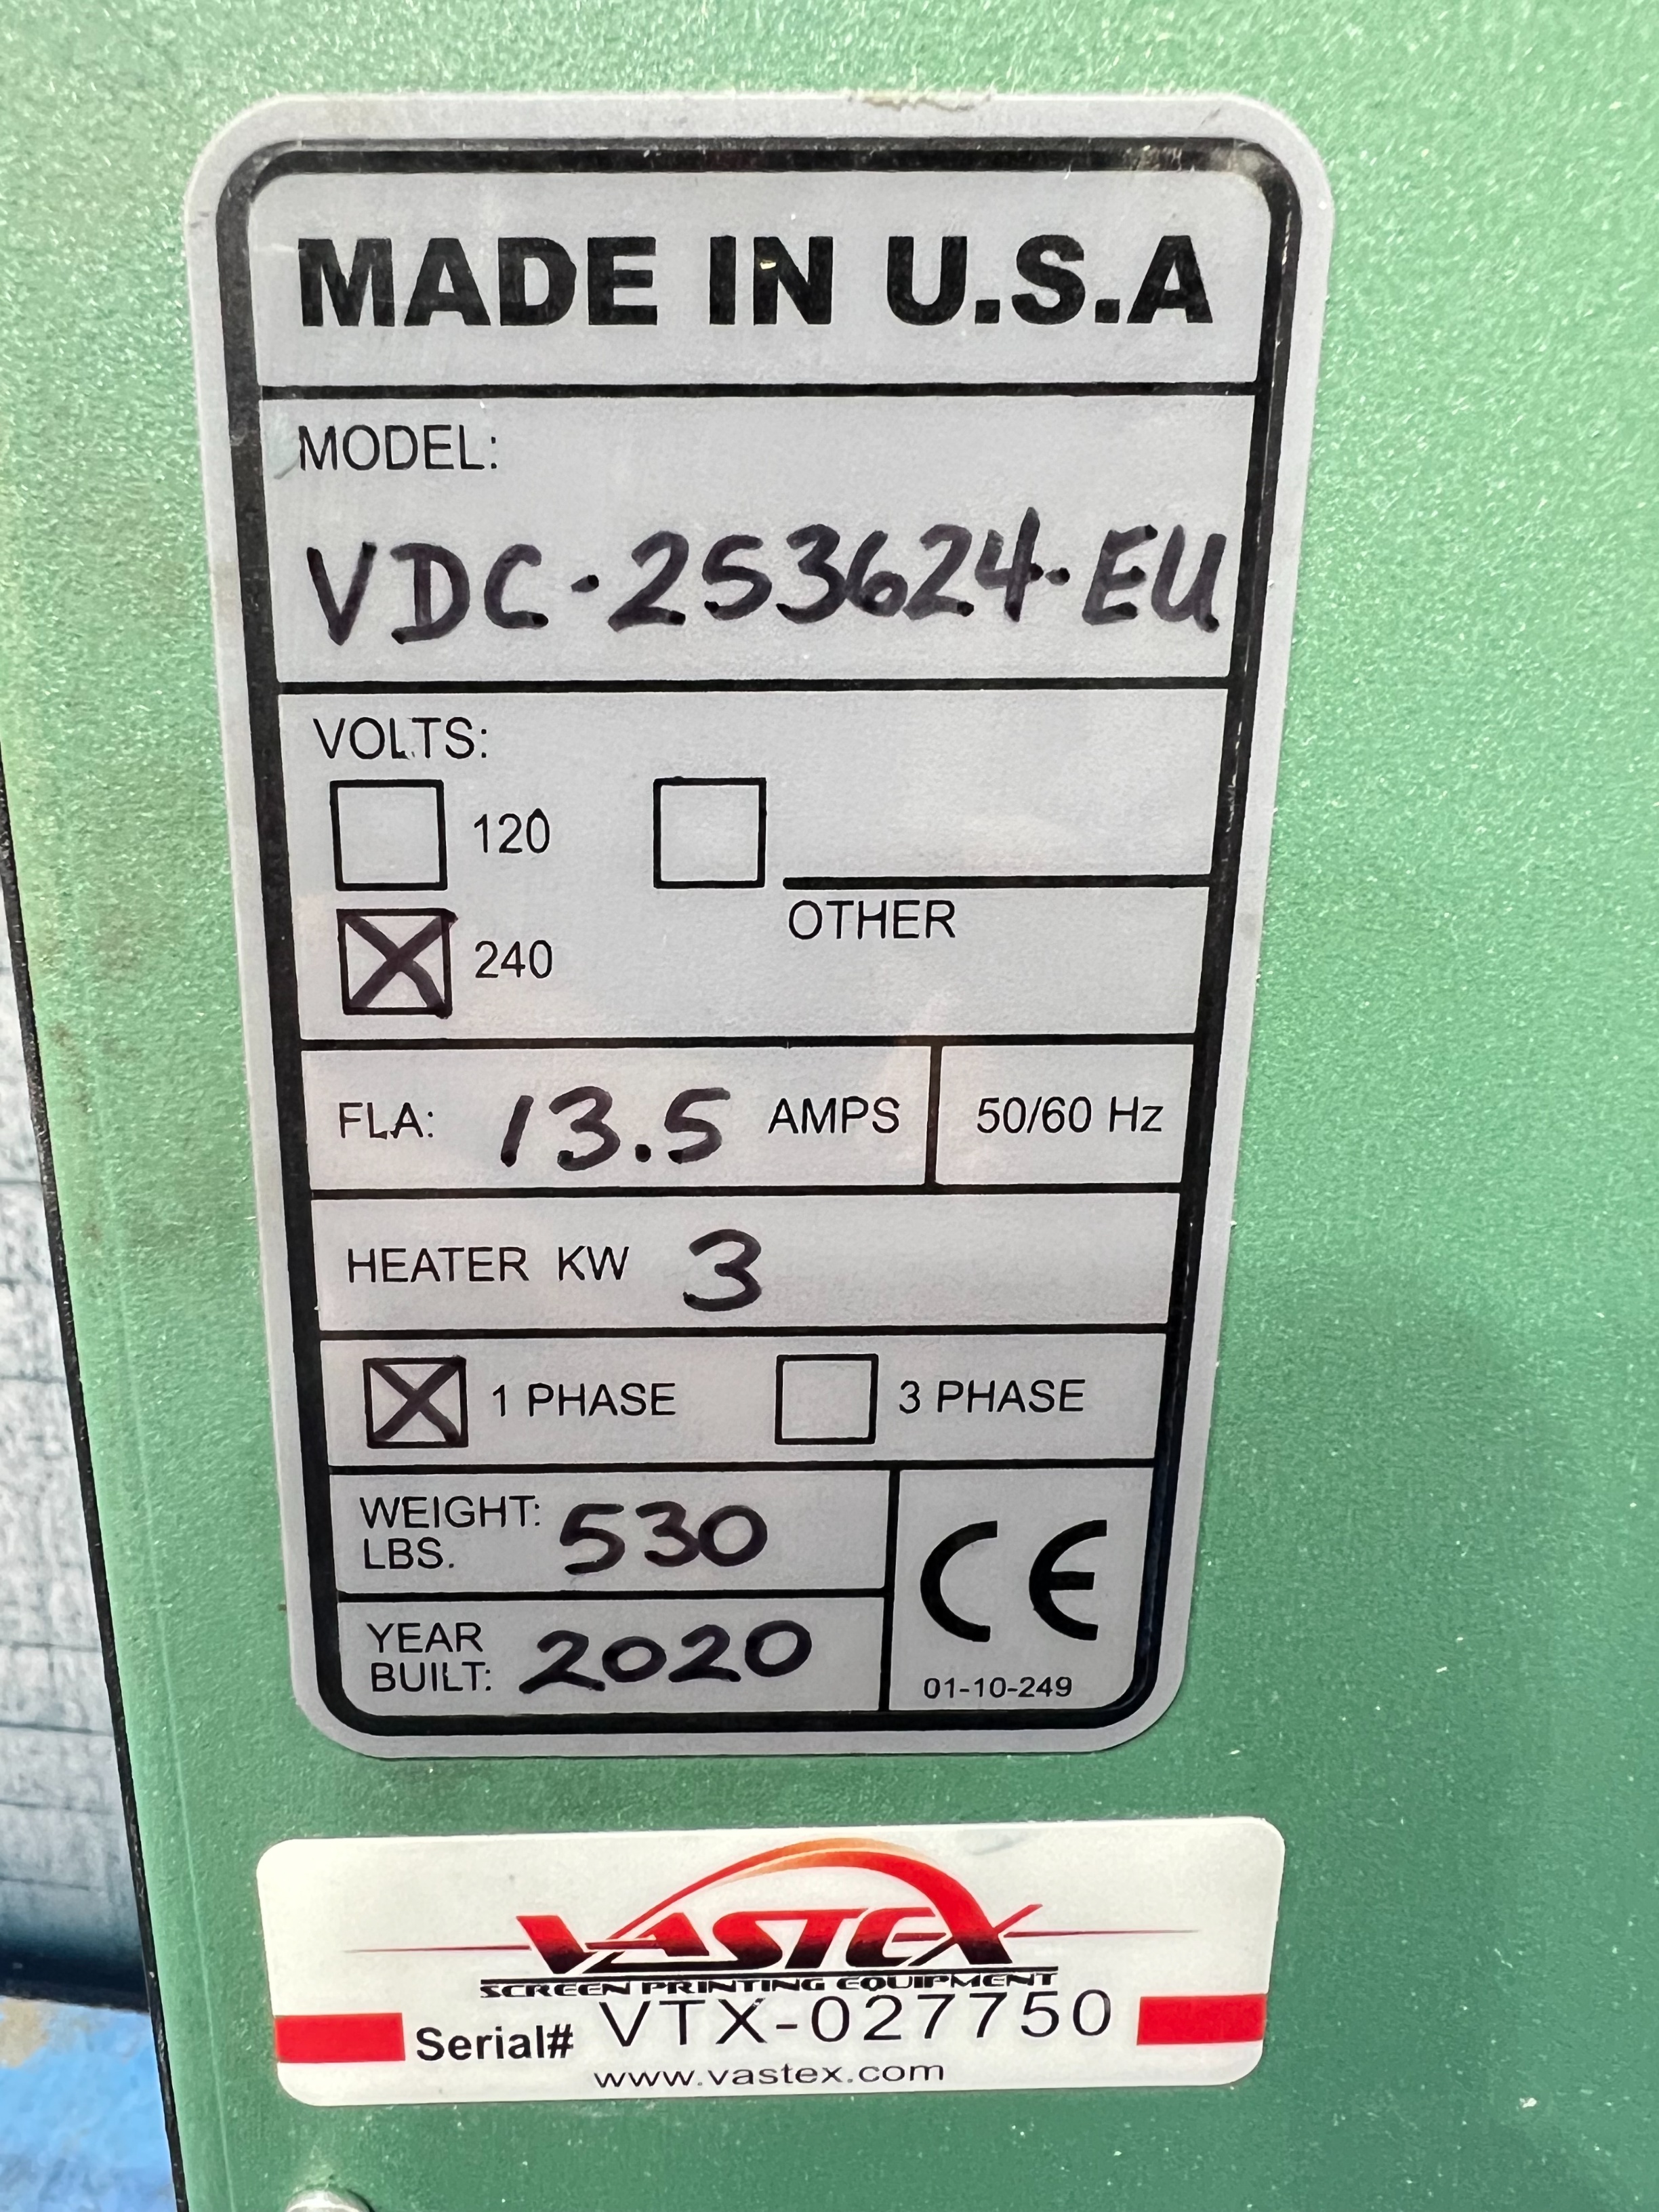 MADE IN U.S.A
MODEL:
VDC-253624-EU
VOLTS:
120
OTHER
240
FLA: 13.5 AMPS 50/60 Hz
HEATER KW 3
1 PHASE 3 PHASE
WEIGHT: 530
LBS.
YEAR 2020
BUILT:
CE
01-10-249
VASTEX
SCREEN PRINTING EQUIPMENT
Serial# VTX-027750
www.vastex.com